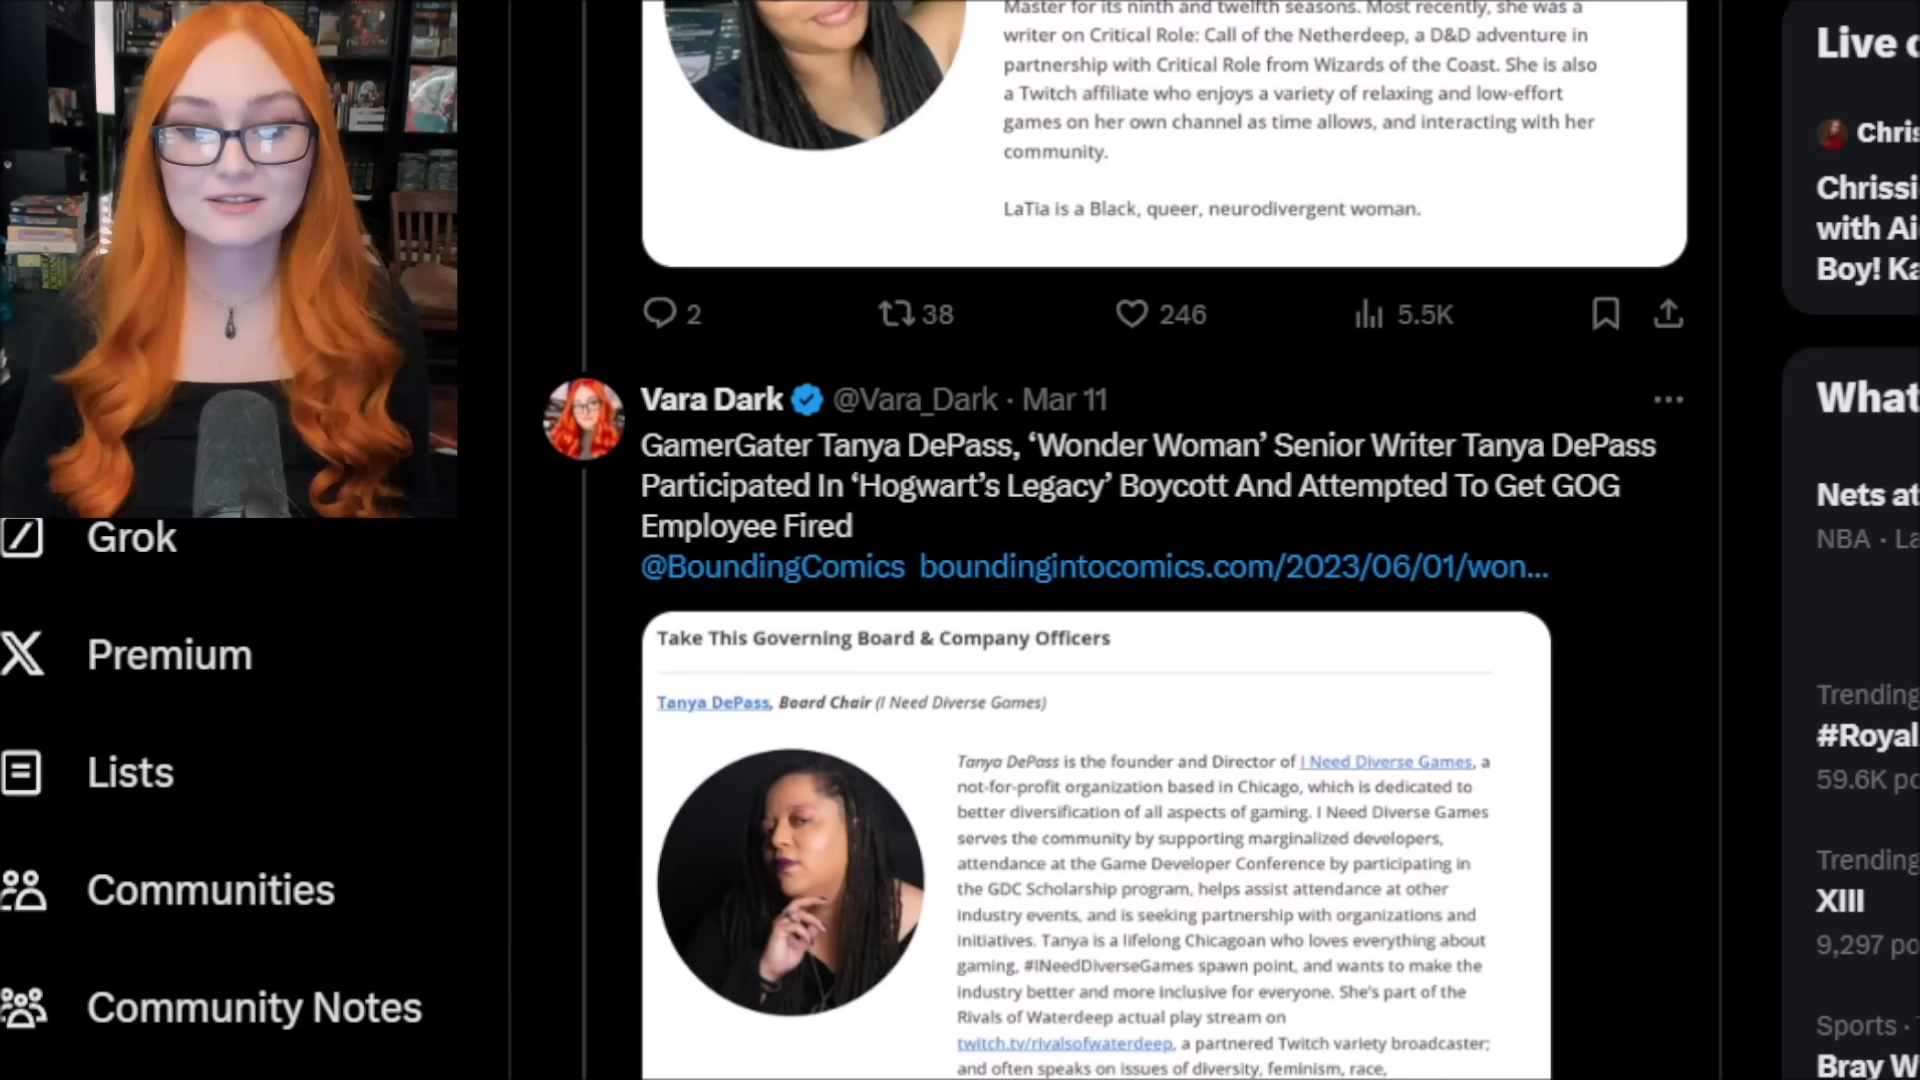 Master for its ninth and twelfth seasons. Most recently, she was a
writer on Critical Role: Call of the Netherdeep, a D&D adventure in
partnership with Critical Role from Wizards of the Coast. She is also
a Twitch affiliate who enjoys a variety of relaxing and low-effort
games on her own channel as time allows, and interacting with her
community.
LaTia is a Black, queer, neurodivergent woman.
2
38
246
5.5K
Vara Dark @Vara_Dark · Mar 11
GamerGater Tanya DePass, ‘Wonder Woman’ Senior Writer Tanya DePass
Participated In ‘Hogwart’s Legacy’ Boycott And Attempted To Get GOG
Employee Fired
@BoundingComics boundingintocomics.com/2023/06/01/won...
Take This Governing Board & Company Officers
Tanya DePass, Board Chair (I Need Diverse Games)
Tanya DePass is the founder and Director of I Need Diverse Games, a
not-for-profit organization based in Chicago, which is dedicated to
better diversification of all aspects of gaming. I Need Diverse Games
serves the community by supporting marginalized developers,
attendance at the Game Developer Conference by participating in
the GDC Scholarship program, helps assist attendance at other
industry events, and is seeking partnership with organizations and
initiatives. Tanya is a lifelong Chicagoan who loves everything about
gaming, #INeedDiverseGames spawn point, and wants to make the
industry better and more inclusive for everyone. She's part of the
Rivals of Waterdeep actual play stream on
twitch.tv/rivalsofwaterdeep, a partnered Twitch variety broadcaster;
and often speaks on issues of diversity, feminism, race,
Grok
Premium
Lists
Communities
Community Notes
Live
Chris
Chrissi
with Ai
Boy! Ka
What
Nets at
NBA · La
Trending
#Royal
59.6K po
Trending
XIII
9,297 po
Sports ·
Bray W